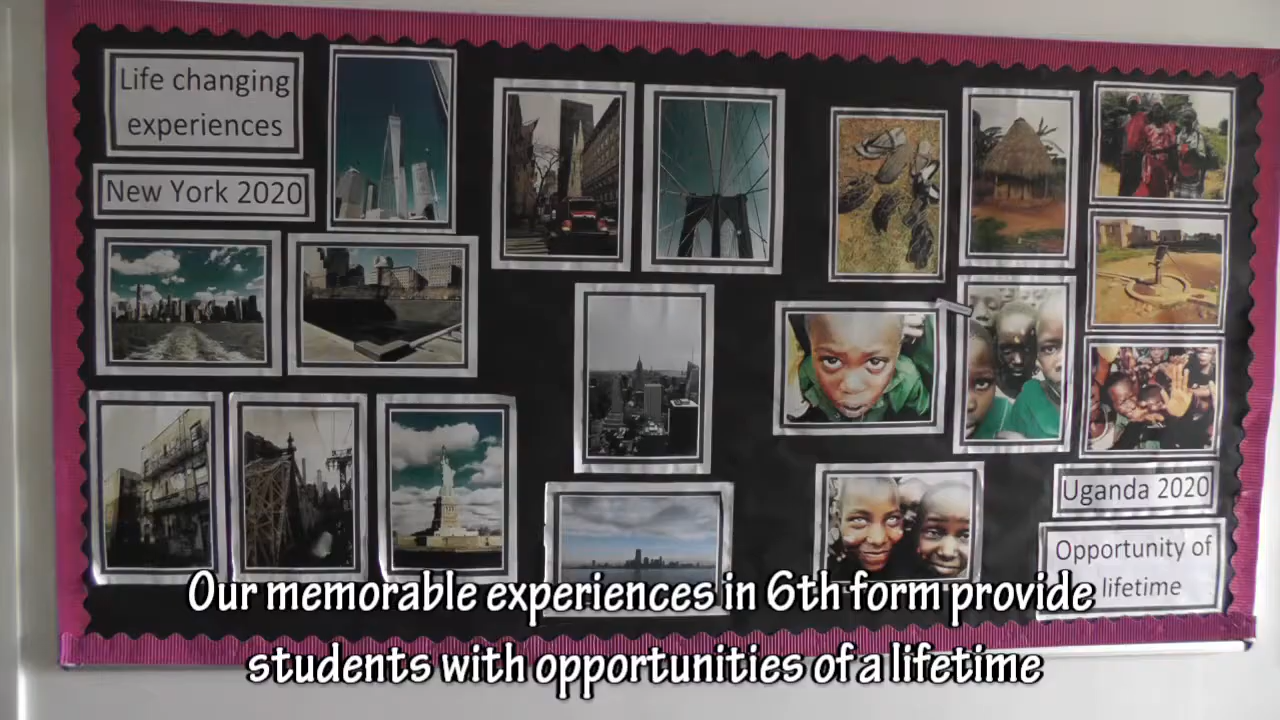 Life changing
experiences
New York 2020
Uganda 2020
Opportunity of
lifetime
Our memorable experiences in 6th form provide
students with opportunities of a lifetime